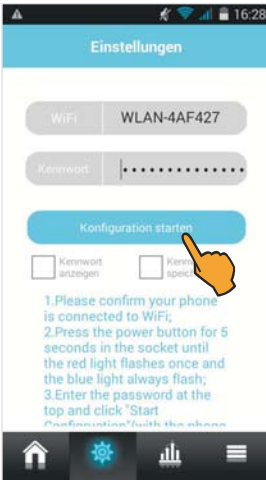 16:28
Einstellungen
WiFi WLAN-4AF427
Kennwort
Konfiguration starten
Kennwort anzeigen
speich
1.Please confirm your phone
is connected to WiFi;
2.Press the power button for 5
seconds in the socket until
the red light flashes once and
the blue light always flash;
3.Enter the password at the
top and click "Start